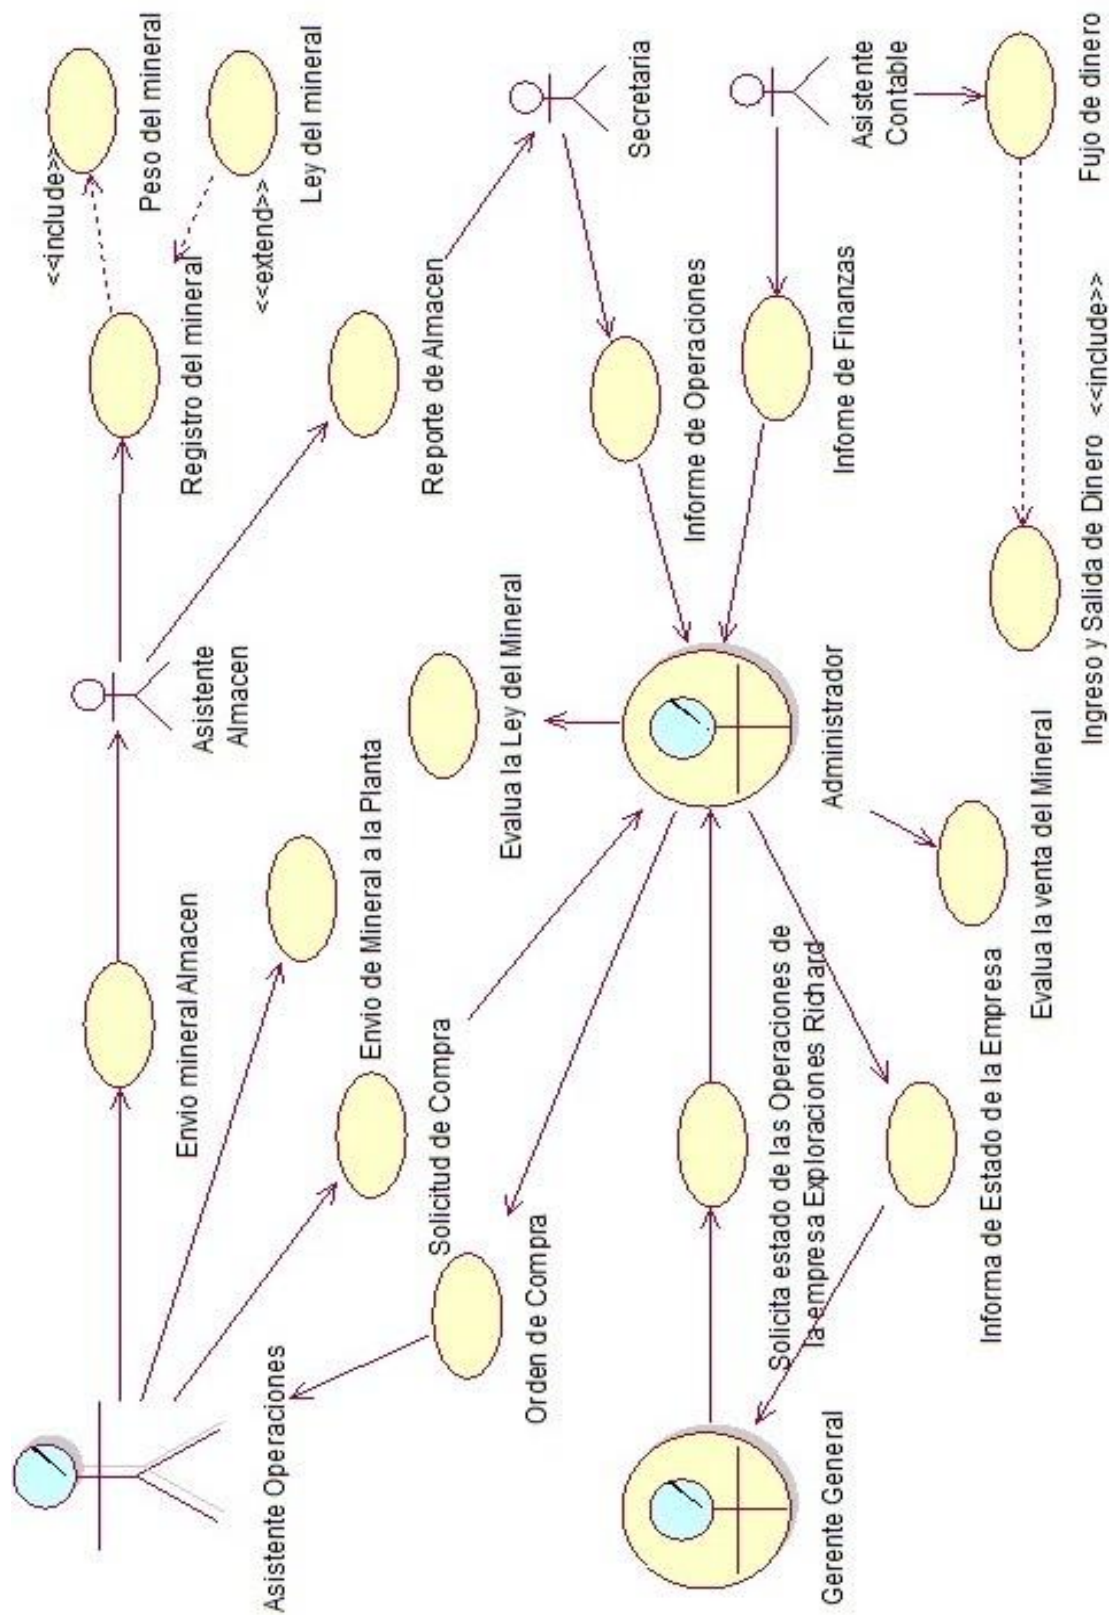 <<include>>
Peso del mineral
Ley del mineral
<<extend>>
Registro del mineral
Asistente
Almacen
Envio mineral Almacen
Asistente Operaciones
Envio de Mineral a la Planta
Solicitud de Compra
Orden de Compra
Reporte de Almacen
Secretaria
Evalua la Ley del Mineral
Informe de Operaciones
Asistente
Contable
Informe de Finanzas
Administrador
Solicita estado de las Operaciones de
la empresa Exploraciones Richard
Gerente General
Informa de Estado de la Empresa
Evalua la venta del Mineral
Ingreso y Salida de Dinero
<<include>>
Fujo de dinero